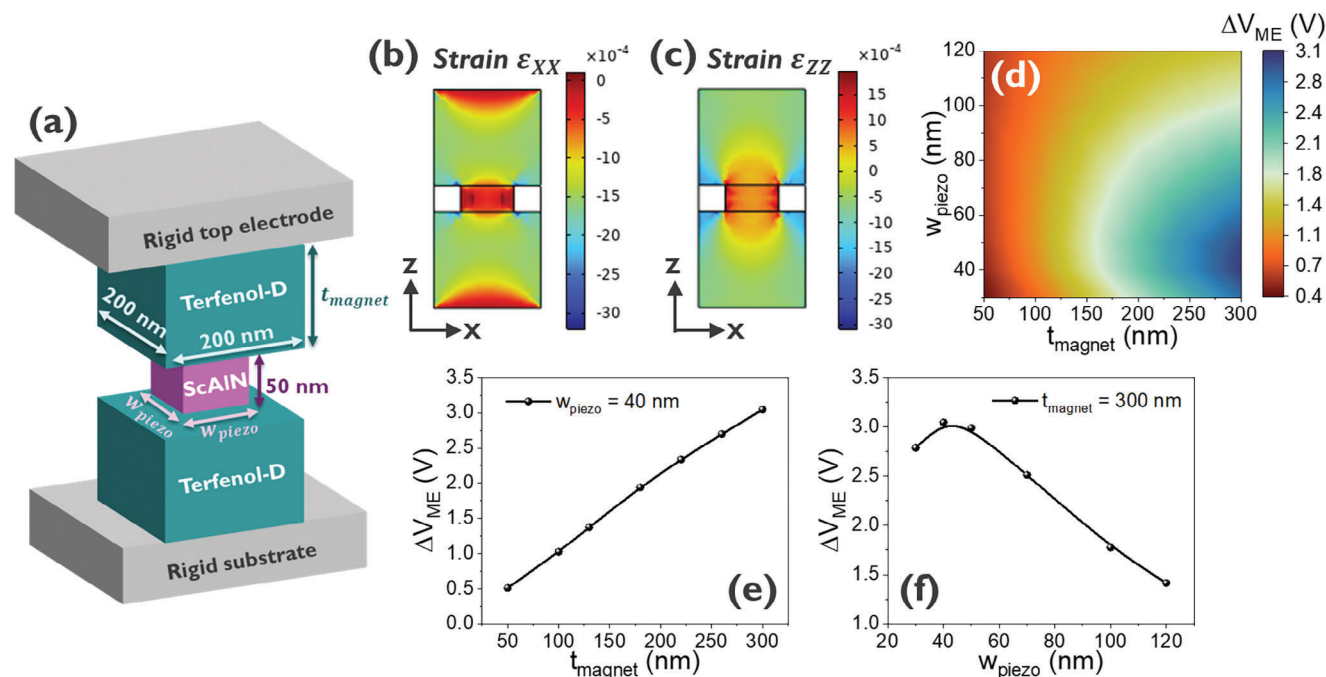 (a)
Rigid top electrode
Terfenol-D
t_magnet
200 nm
200 nm
ScAlN
50 nm
w_piezo
w_piezo
Terfenol-D
Rigid substrate
(b)
Strain ε_XX
×10⁻⁴
0
-5
-10
-15
-20
-25
-30
z
x
(c)
Strain ε_ZZ
×10⁻⁴
15
10
5
0
-5
-10
-15
-20
-25
-30
z
x
(d)
ΔV_ME (V)
3.1
2.8
2.5
2.1
1.8
1.4
1.1
0.7
0.4
w_piezo (nm)
120
100
80
60
40
50
100
150
200
250
300
t_magnet (nm)
(e)
w_piezo = 40 nm
ΔV_ME (V)
3.5
3.0
2.5
2.0
1.5
1.0
0.5
0.0
50
100
150
200
250
300
t_magnet (nm)
(f)
t_magnet = 300 nm
ΔV_ME (V)
3.5
3.0
2.5
2.0
1.5
1.0
20
40
60
80
100
120
w_piezo (nm)